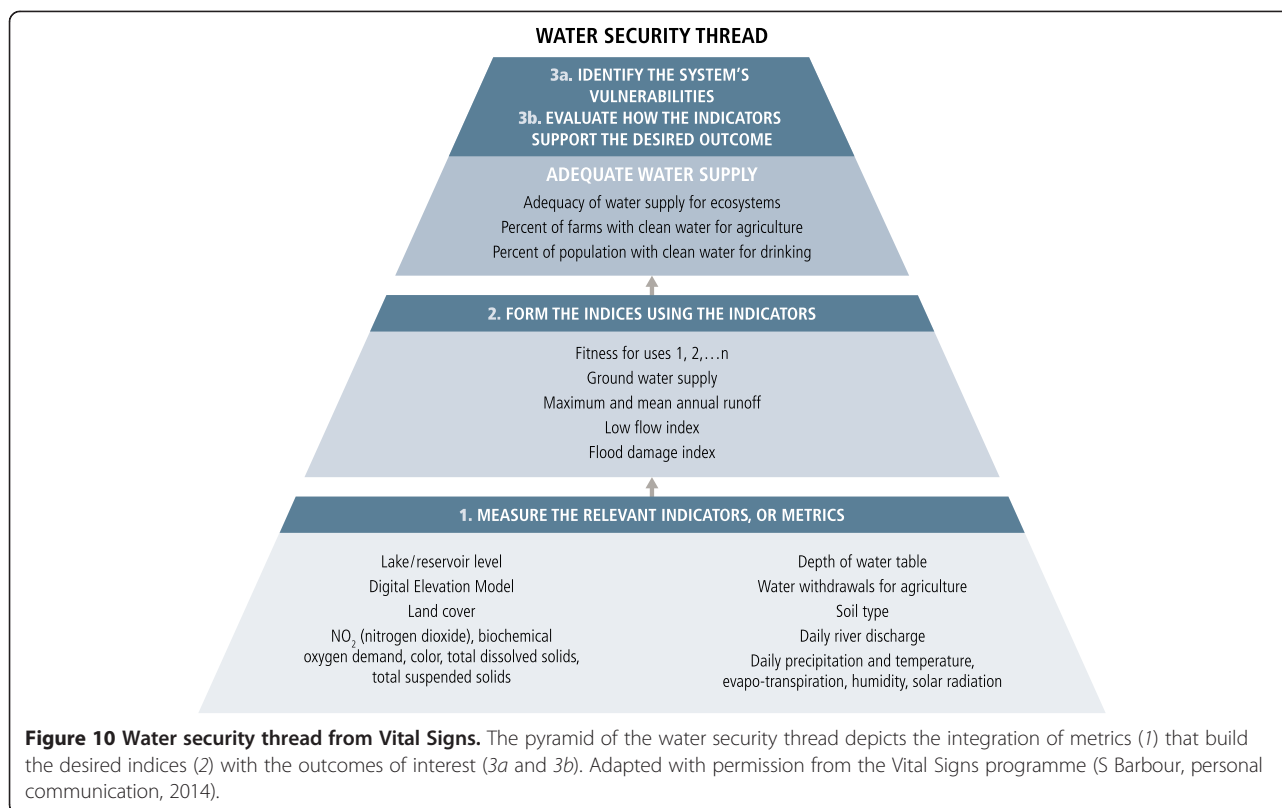 WATER SECURITY THREAD
3a. IDENTIFY THE SYSTEM'S
VULNERABILITIES
3b. EVALUATE HOW THE INDICATORS
SUPPORT THE DESIRED OUTCOME
ADEQUATE WATER SUPPLY
Adequacy of water supply for ecosystems
Percent of farms with clean water for agriculture
Percent of population with clean water for drinking
2. FORM THE INDICES USING THE INDICATORS
Fitness for uses 1, 2,...n
Ground water supply
Maximum and mean annual runoff
Low flow index
Flood damage index
1. MEASURE THE RELEVANT INDICATORS, OR METRICS
Lake/reservoir level
Digital Elevation Model
Land cover
NO₂ (nitrogen dioxide), biochemical
oxygen demand, color, total dissolved solids,
total suspended solids
Depth of water table
Water withdrawals for agriculture
Soil type
Daily river discharge
Daily precipitation and temperature,
evapo-transpiration, humidity, solar radiation
Figure 10 Water security thread from Vital Signs. The pyramid of the water security thread depicts the integration of metrics (1) that build
the desired indices (2) with the outcomes of interest (3a and 3b). Adapted with permission from the Vital Signs programme (S Barbour, personal
communication, 2014).